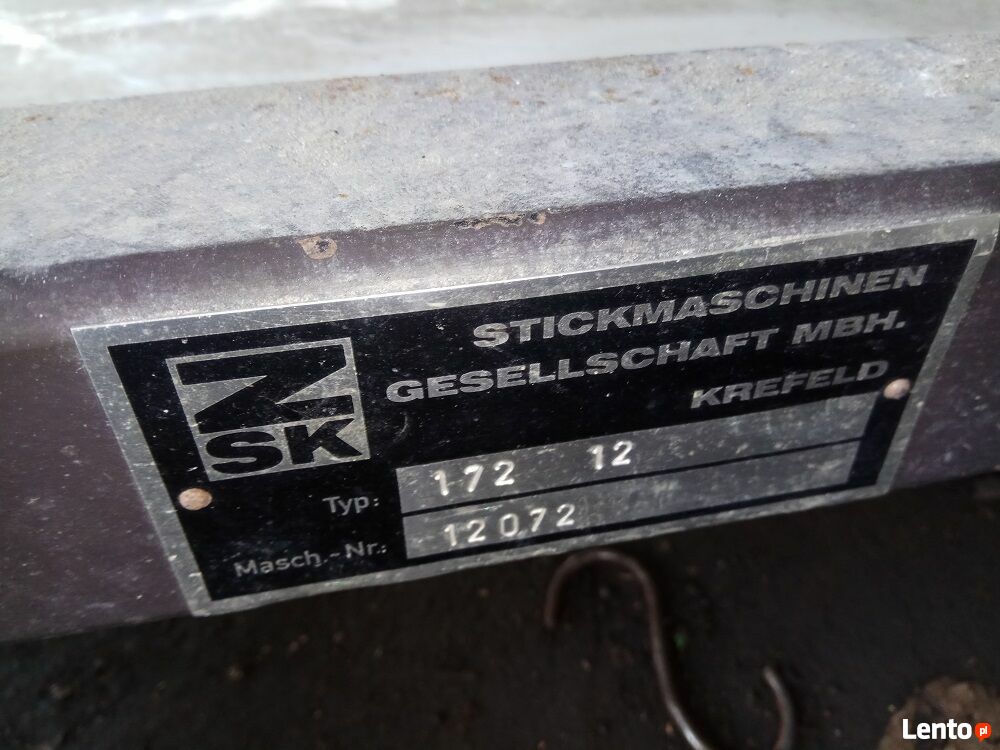 STICKMASCHINEN
GESELLSCHAFT MBH.
KREFELD
ZSK
Typ: 172 12
Masch.-Nr.: 12072
Lento.pl